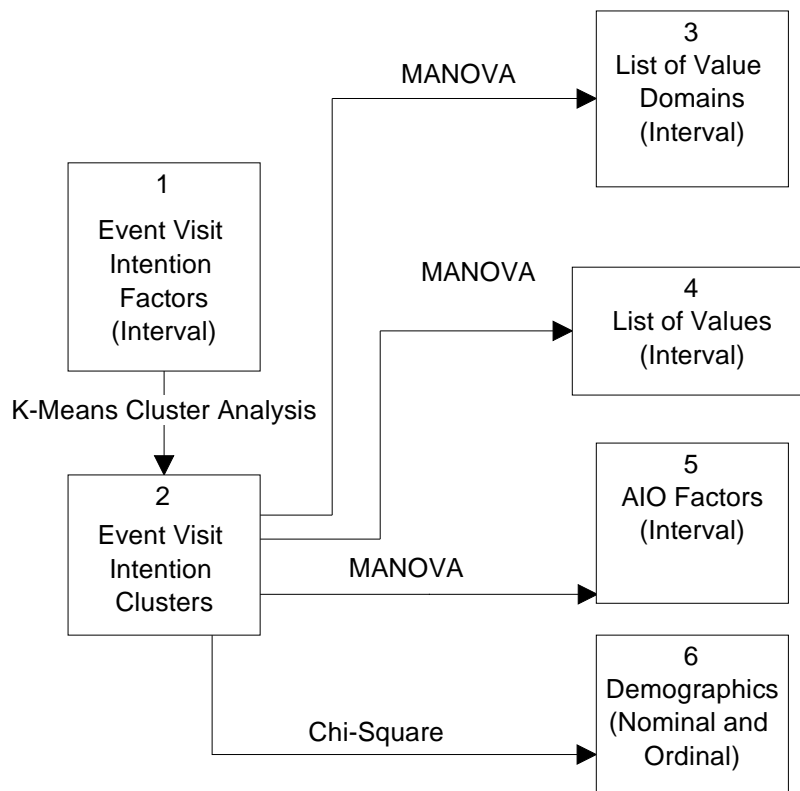 1
Event Visit
Intention
Factors
(Interval)
K-Means Cluster Analysis
2
Event Visit
Intention
Clusters
MANOVA
3
List of Value
Domains
(Interval)
MANOVA
4
List of Values
(Interval)
MANOVA
5
AIO Factors
(Interval)
Chi-Square
6
Demographics
(Nominal and
Ordinal)